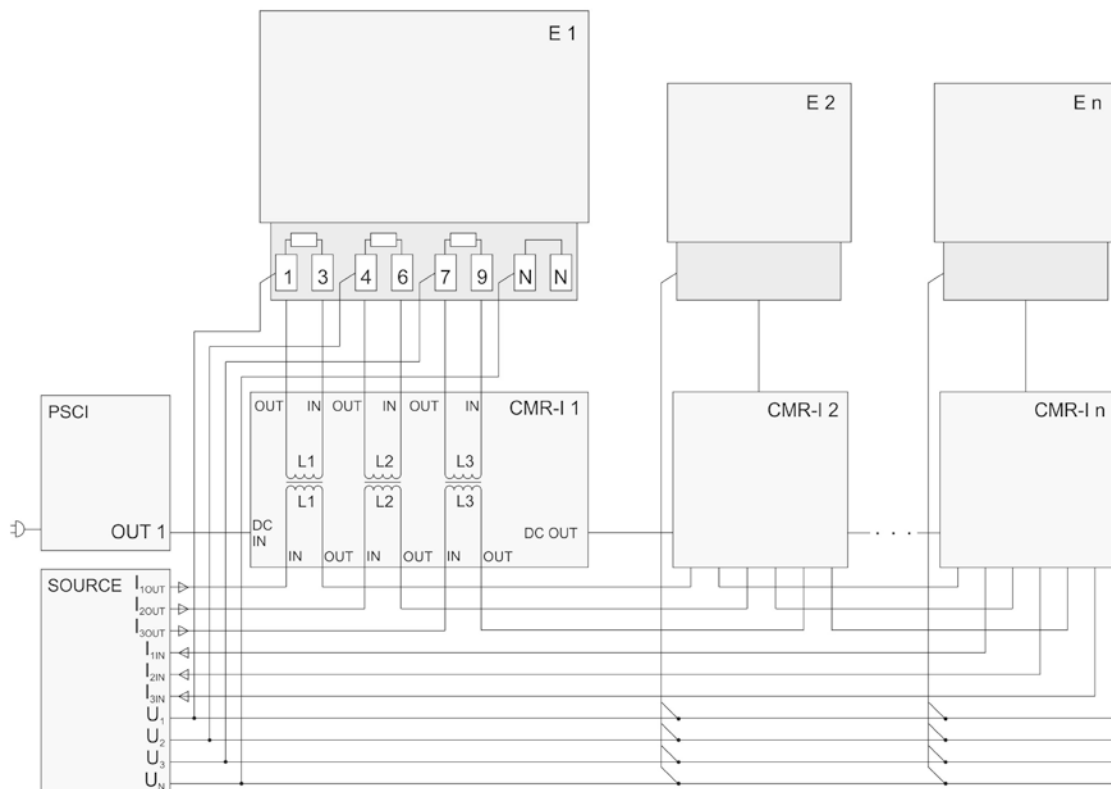 E 1
E 2
E n
1 3 4 6 7 9 N N
PSCI
OUT 1
OUT IN OUT IN OUT IN
CMR-I 1
L1 L2 L3
L1 L2 L3
DC IN
DC OUT
IN OUT IN OUT IN OUT
CMR-I 2
. . .
CMR-I n
SOURCE
I1OUT
I2OUT
I3OUT
I1IN
I2IN
I3IN
U1
U2
U3
UN